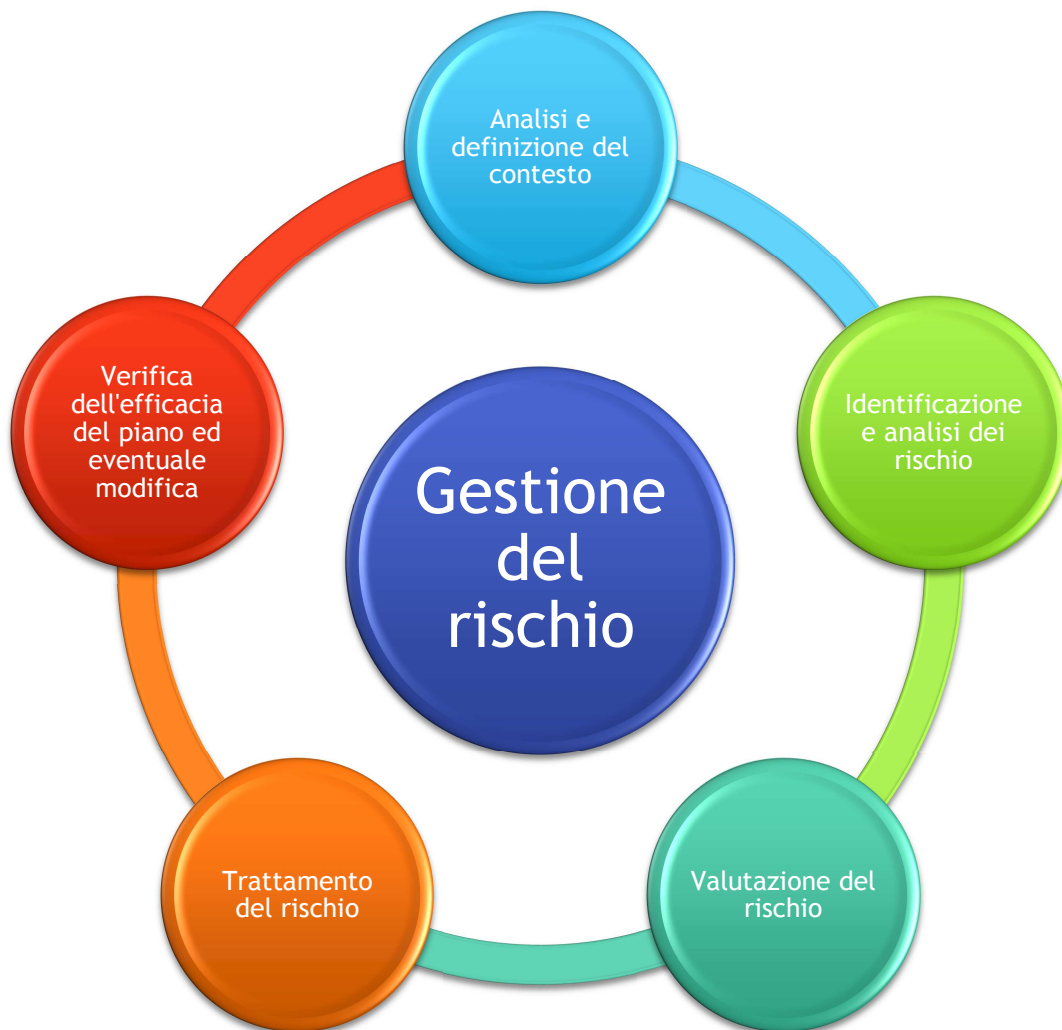 Analisi e
definizione del
contesto
Identificazione
e analisi dei
rischio
Valutazione del
rischio
Trattamento
del rischio
Verifica
dell'efficacia
del piano ed
eventuale
modifica
Gestione
del
rischio